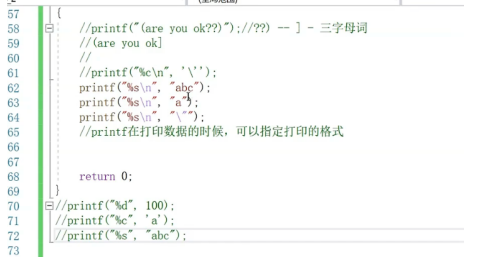 57 {
58 //printf("(are you ok??)");//??) -- ] - 三字母词
59 //(are you ok]
60 //
61 //printf("%c\n", '\'');
62 printf("%s\n", "abc");
63 printf("%s\n", "a");
64 printf("%s\n", "\"");
65 //printf在打印数据的时候，可以指定打印的格式
66
67
68 return 0;
69 }
70 //printf("%d", 100);
71 //printf("%c", 'a');
72 //printf("%s", "abc");
73